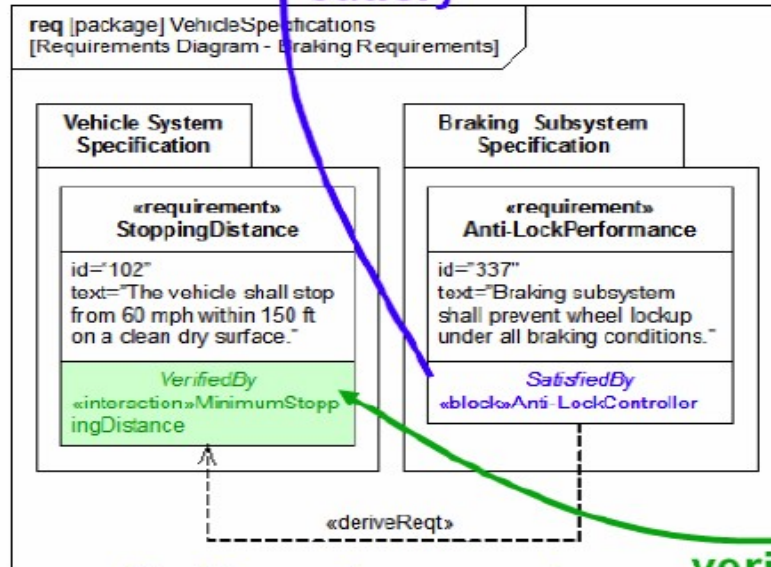 req [package] VehicleSpecifications
[Requirements Diagram - Braking Requirements]
Vehicle System
Specification
Braking Subsystem
Specification
«requirement»
StoppingDistance
id="102"
text="The vehicle shall stop
from 60 mph within 150 ft
on a clean dry surface."
VerifiedBy
«interaction»MinimumStopp
ingDistance
«requirement»
Anti-LockPerformance
id="337"
text="Braking subsystem
shall prevent wheel lockup
under all braking conditions."
SatisfiedBy
«block»Anti-LockController
«deriveReqt»